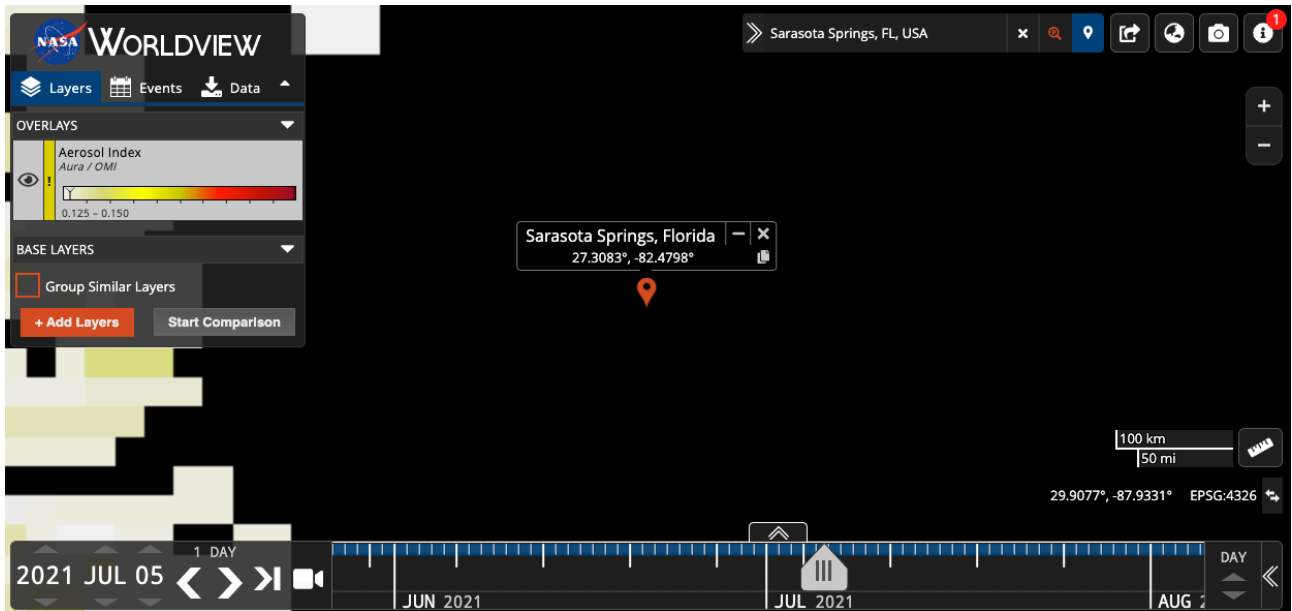 NASA WORLDVIEW
Layers Events Data
OVERLAYS
Aerosol Index
Aura / OMI
!
0.125 – 0.150
BASE LAYERS
Group Similar Layers
+ Add Layers Start Comparison
Sarasota Springs, FL, USA
1
+
−
Sarasota Springs, Florida
27.3083°, -82.4798°
100 km
50 mi
29.9077°, -87.9331° EPSG:4326
1 DAY
2021 JUL 05
JUN 2021 JUL 2021 AUG
DAY